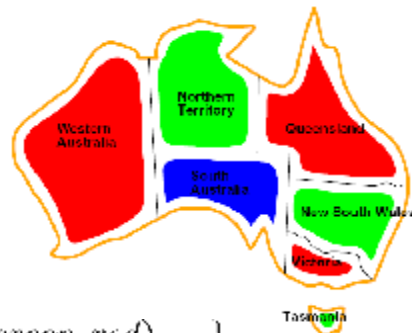 Northern
Territory
Western
Australia
Queensland
South
Australia
New South Wales
Victoria
Tasmania